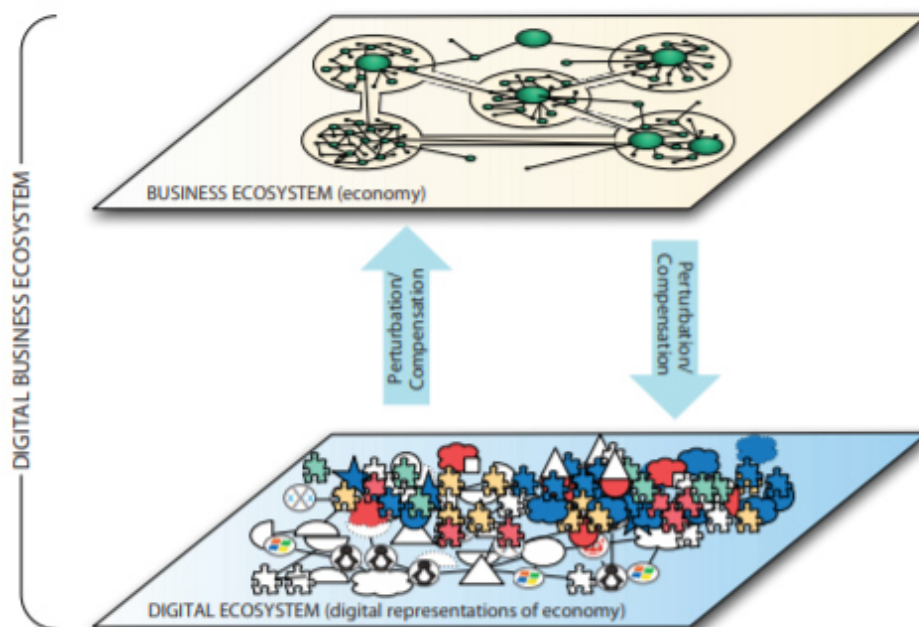 DIGITAL BUSINESS ECOSYSTEM
BUSINESS ECOSYSTEM (economy)
Perturbation/
Compensation
Perturbation/
Compensation
DIGITAL ECOSYSTEM (digital representations of economy)